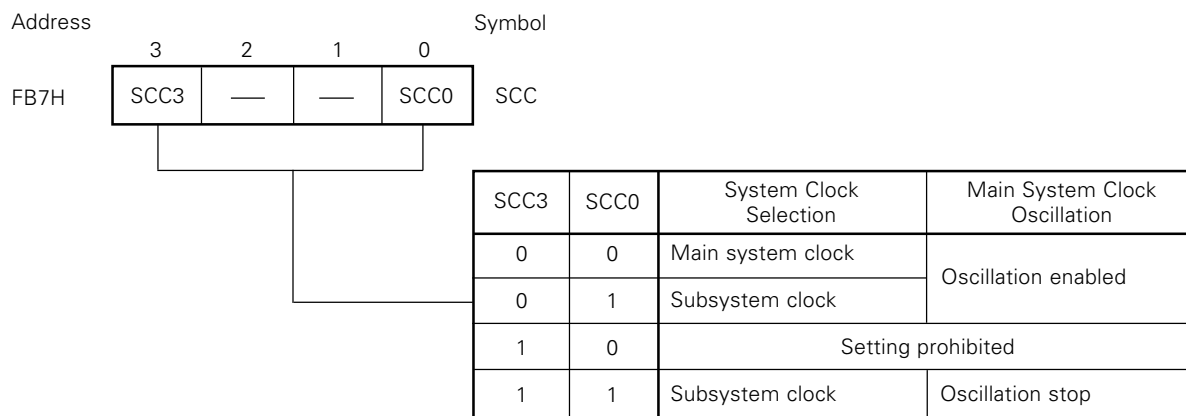 Address Symbol
3 2 1 0
FB7H SCC3 — — SCC0 SCC
SCC3 SCC0 System Clock Selection Main System Clock Oscillation
0 0 Main system clock Oscillation enabled
0 1 Subsystem clock
1 0 Setting prohibited
1 1 Subsystem clock Oscillation stop